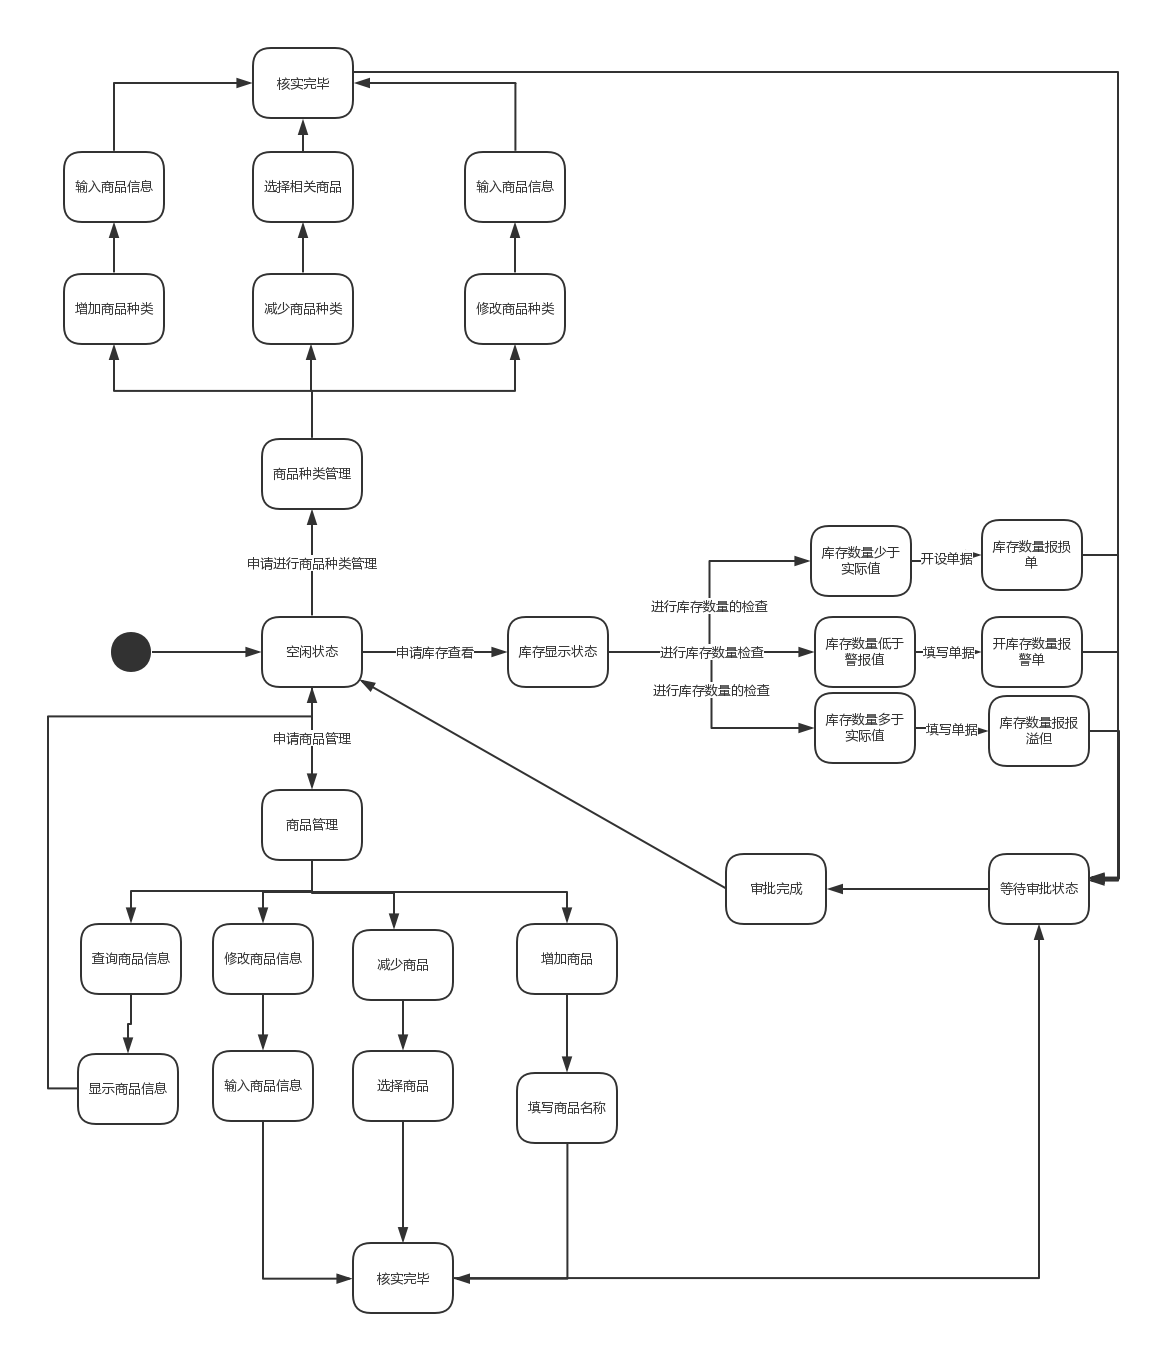 核实完毕
输入商品信息
选择相关商品
输入商品信息
增加商品种类
减少商品种类
修改商品种类
商品种类管理
申请进行商品种类管理
库存数量少于
实际值
开设单据
库存数量报损
单
进行库存数量的检查
空闲状态
申请库存查看
库存显示状态
进行库存数量检查
库存数量低于
警报值
填写单据
开库存数量报
警单
进行库存数量的检查
库存数量多于
实际值
填写单据
库存数量报报
溢但
申请商品管理
商品管理
审批完成
等待审批状态
查询商品信息
修改商品信息
减少商品
增加商品
显示商品信息
输入商品信息
选择商品
填写商品名称
核实完毕